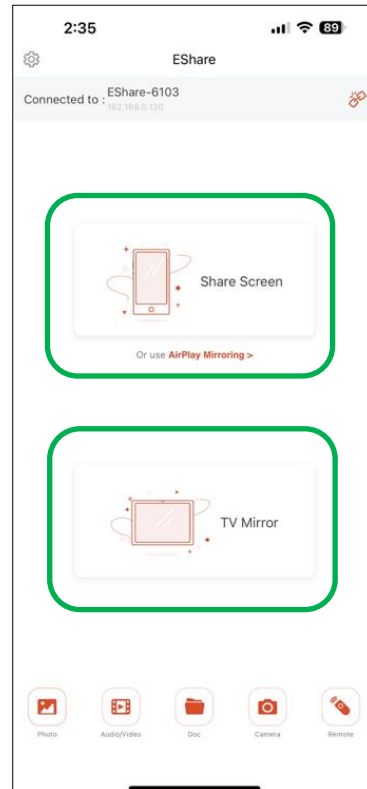 2:35 89
EShare
Connected to : EShare-6103
192.168.0.120
Share Screen
Or use AirPlay Mirroring >
TV Mirror
Photo Audio/Video Doc Camera Remote